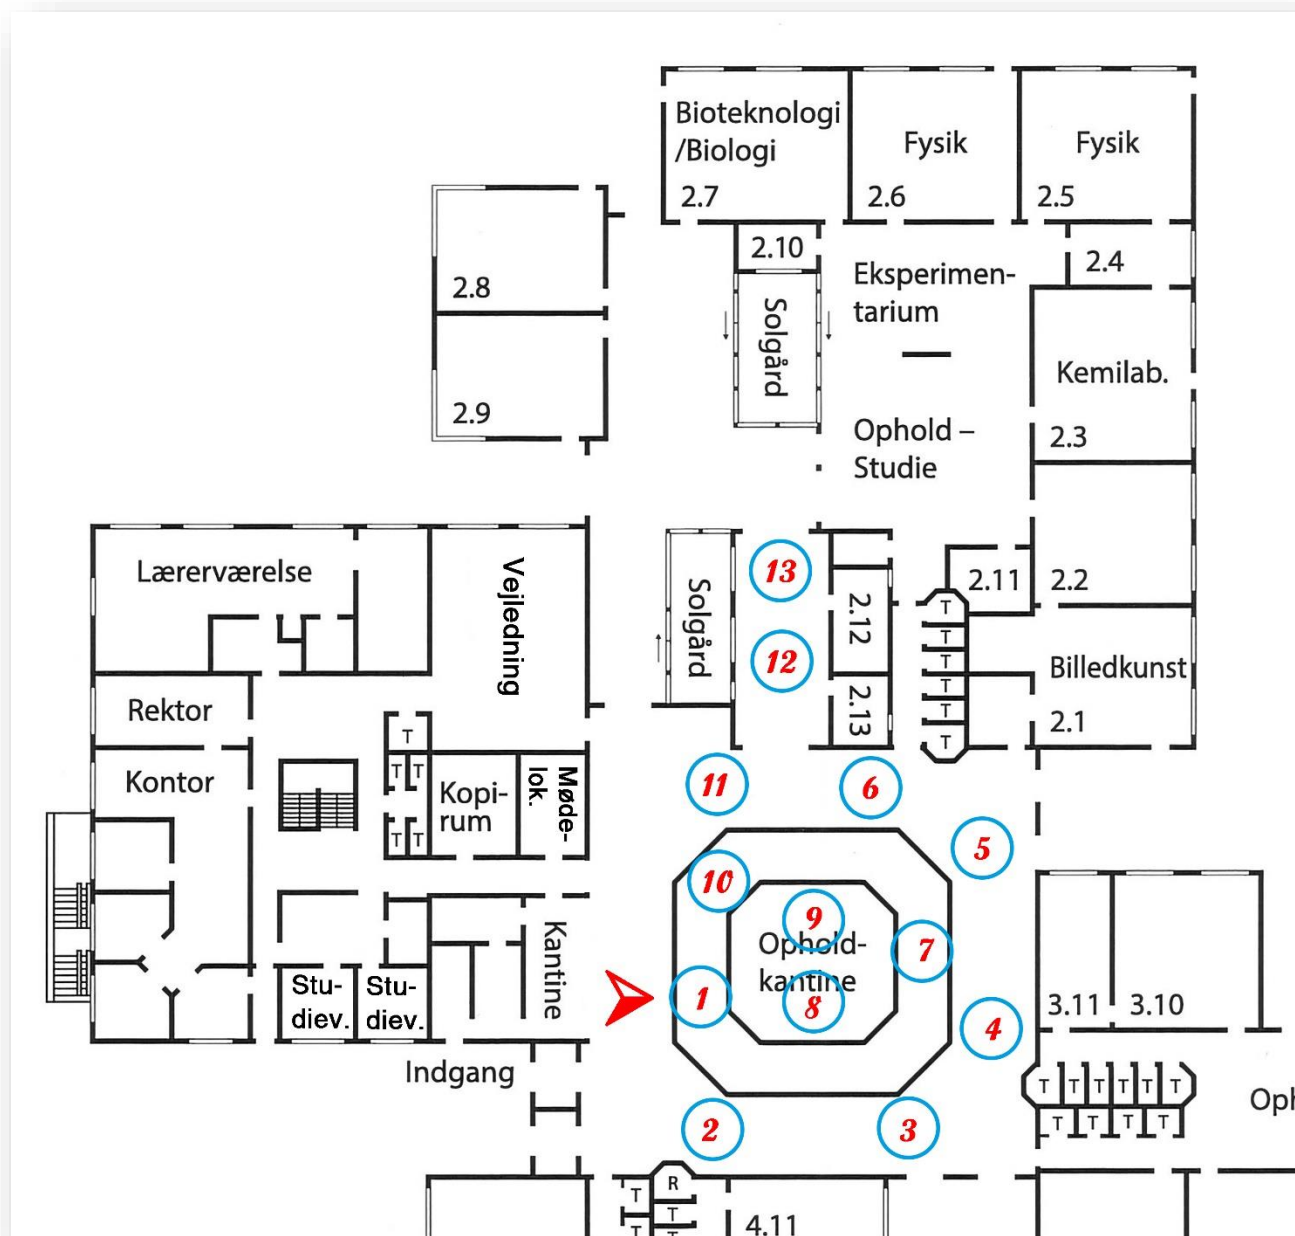 Bioteknologi
/Biologi
2.7
Fysik
2.6
Fysik
2.5
2.10
2.4
2.8
Eksperimen-
tarium
Solgård
Kemilab.
2.3
2.9
Ophold –
Studie
Lærerværelse
Vejledning
Solgård
13
2.12
2.11
2.2
T
T
T
T
T
T
12
2.13
Billedkunst
2.1
Rektor
Kontor
T
T
T
T
T
Kopi-
rum
Møde-
lok.
11
6
5
10
9
7
Ophold-
kantine
8
1
4
Kantine
3.11
3.10
Stu-
diev.
Stu-
diev.
Indgang
T
T
T
T
T
T
T
T
T
T
Oph
2
3
R
T
T
T
4.11